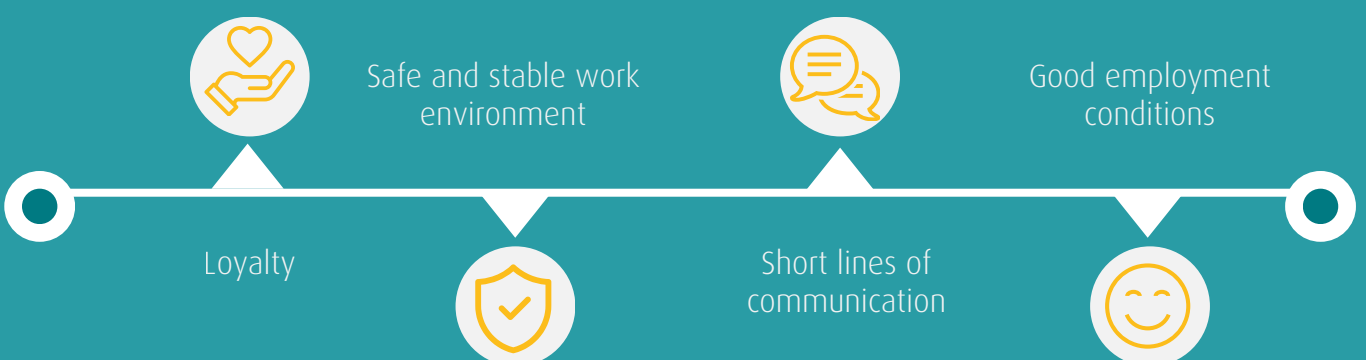 Safe and stable work
environment
Good employment
conditions
Loyalty
Short lines of
communication